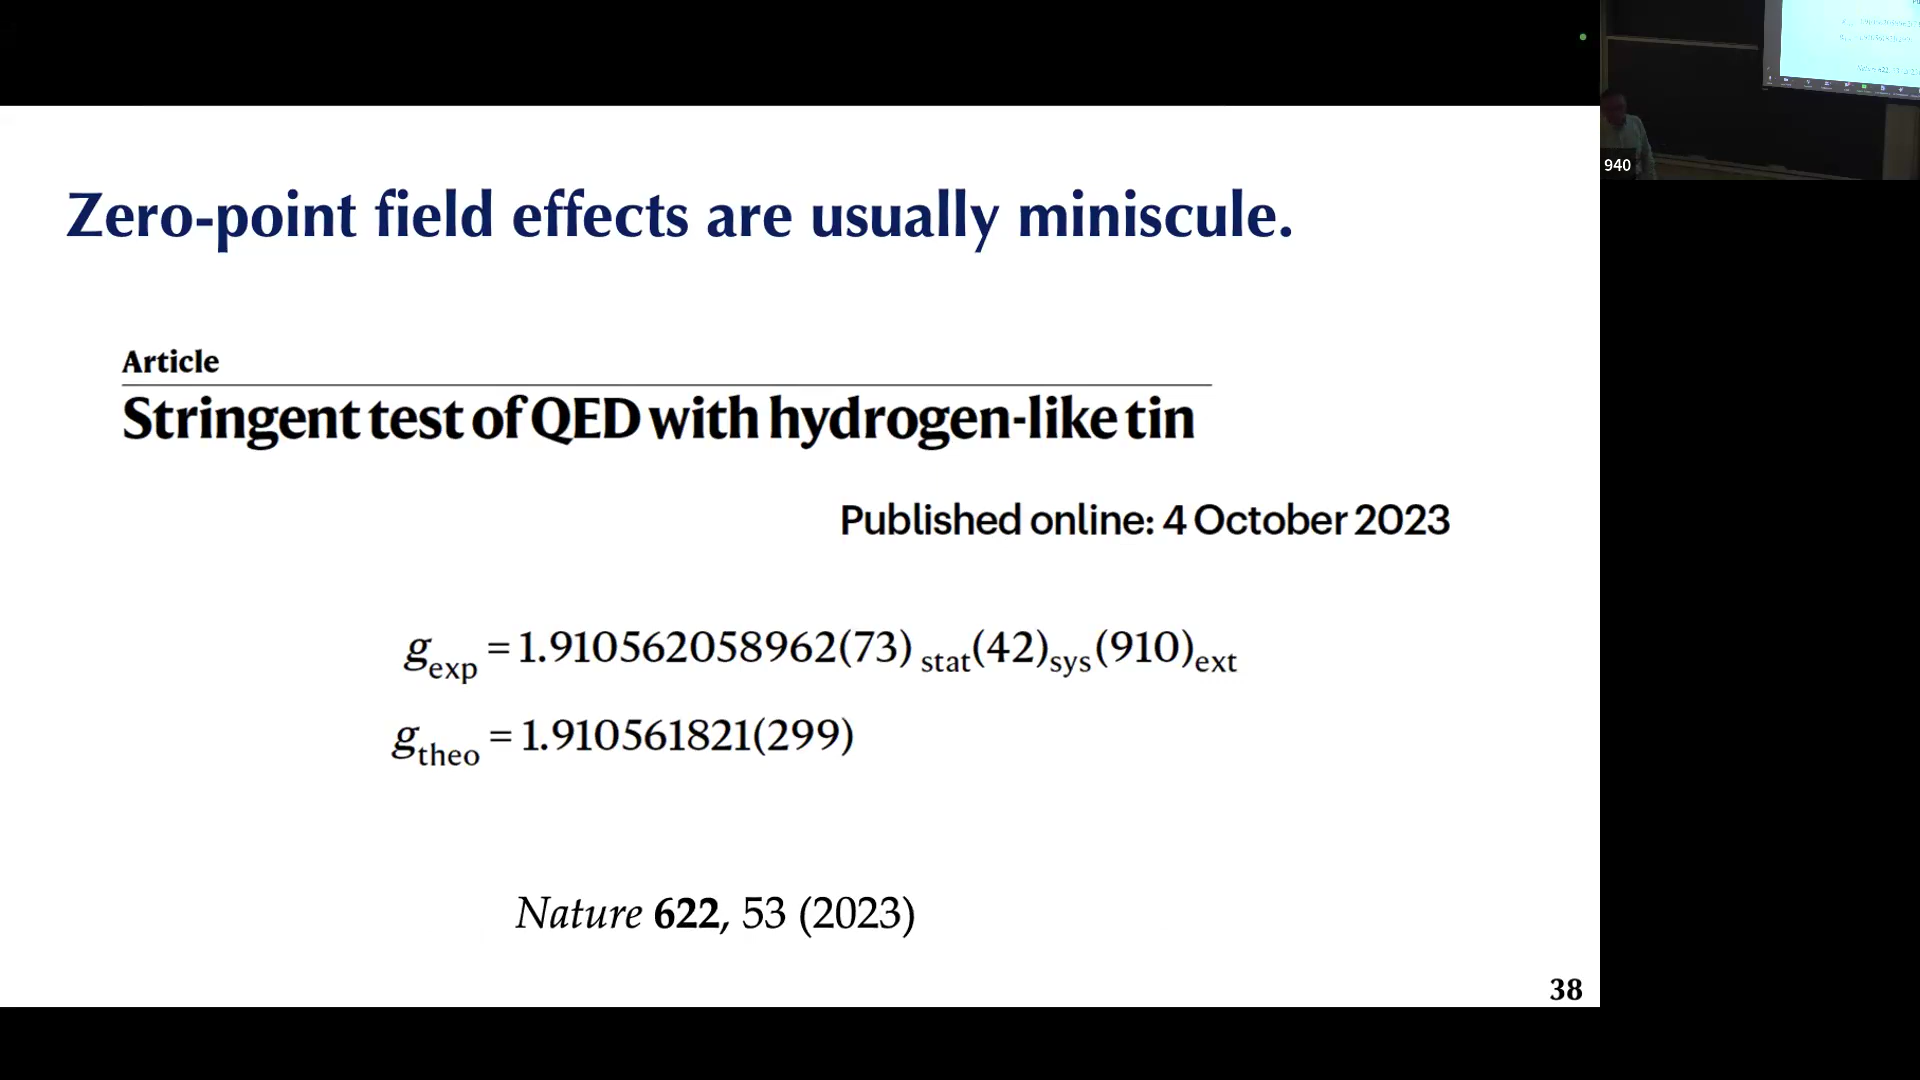 Zero-point field effects are usually miniscule.
Article
Stringent test of QED with hydrogen-like tin
Published online: 4 October 2023
g_exp = 1.910562058962(73)_stat(42)_sys(910)_ext
g_theo = 1.910561821(299)
Nature 622, 53 (2023)
38
940